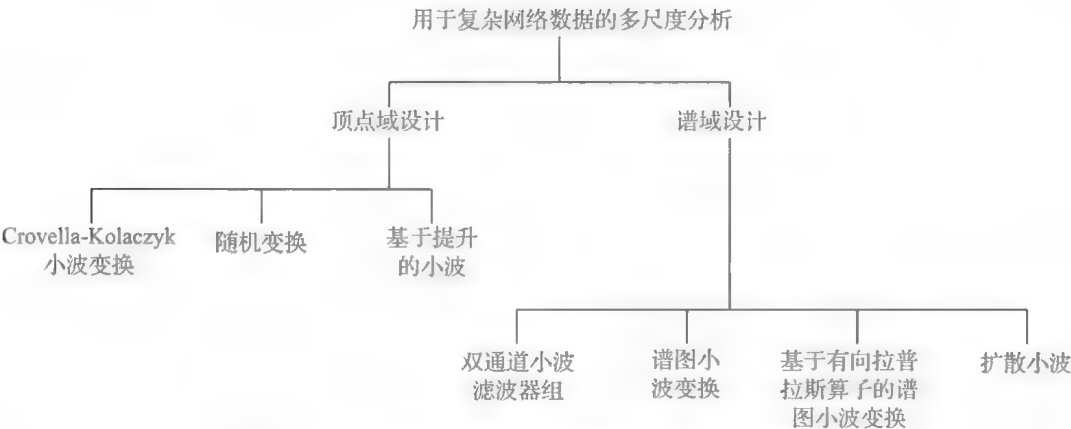 用于复杂网络数据的多尺度分析
顶点域设计
谱域设计
Crovella-Kolaczyk
小波变换
随机变换
基于提升
的小波
双通道小波
滤波器组
谱图小
波变换
基于有向拉普
拉斯算子的谱
图小波变换
扩散小波